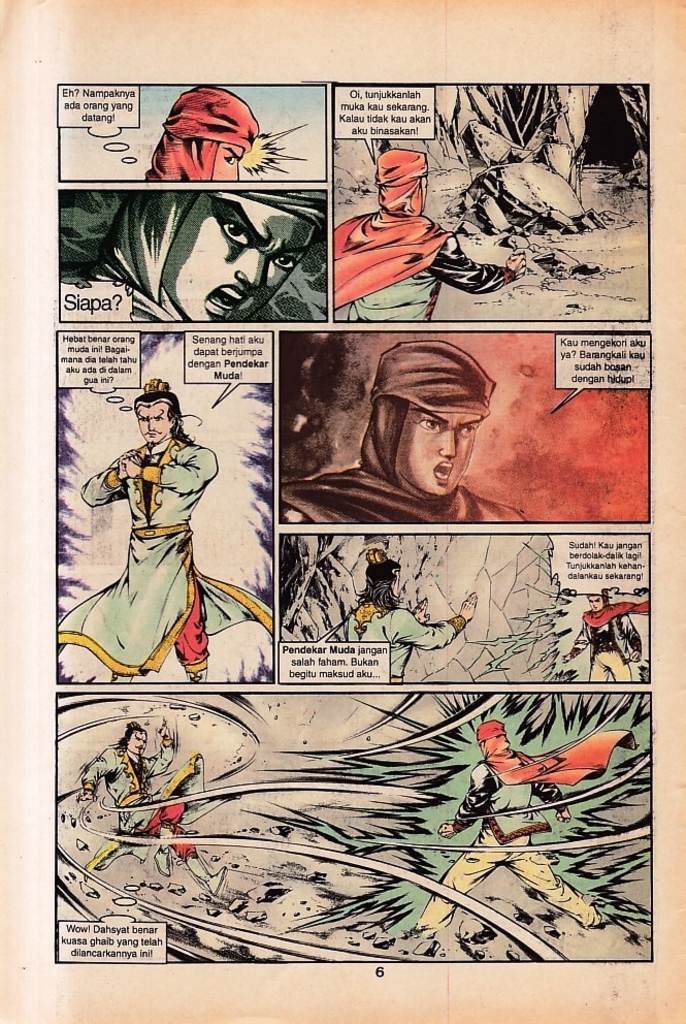 Eh? Nampaknya
ada orang yang
datang!
Oi, tunjukkanlah
muka kau sekarang.
Kalau tidak kau akan
aku binasakan!
Siapa?
Hebat benar orang
muda ini! Bagai-
mana dia telah tahu
aku ada di dalam
gua ini?
Senang hati aku
dapat berjumpa
dengan Pendekar
Muda!
Kau mengekori aku
ya? Barangkali kau
sudah bosan
dengan hidup!
Pendekar Muda jangan
salah faham. Bukan
begitu maksud aku...
Sudah! Kau jangan
berdolak-dalik lagi!
Tunjukkanlah kehan-
dalankau sekarang!
Wow! Dahsyat benar
kuasa ghaib yang telah
dilancarkannya ini!
6